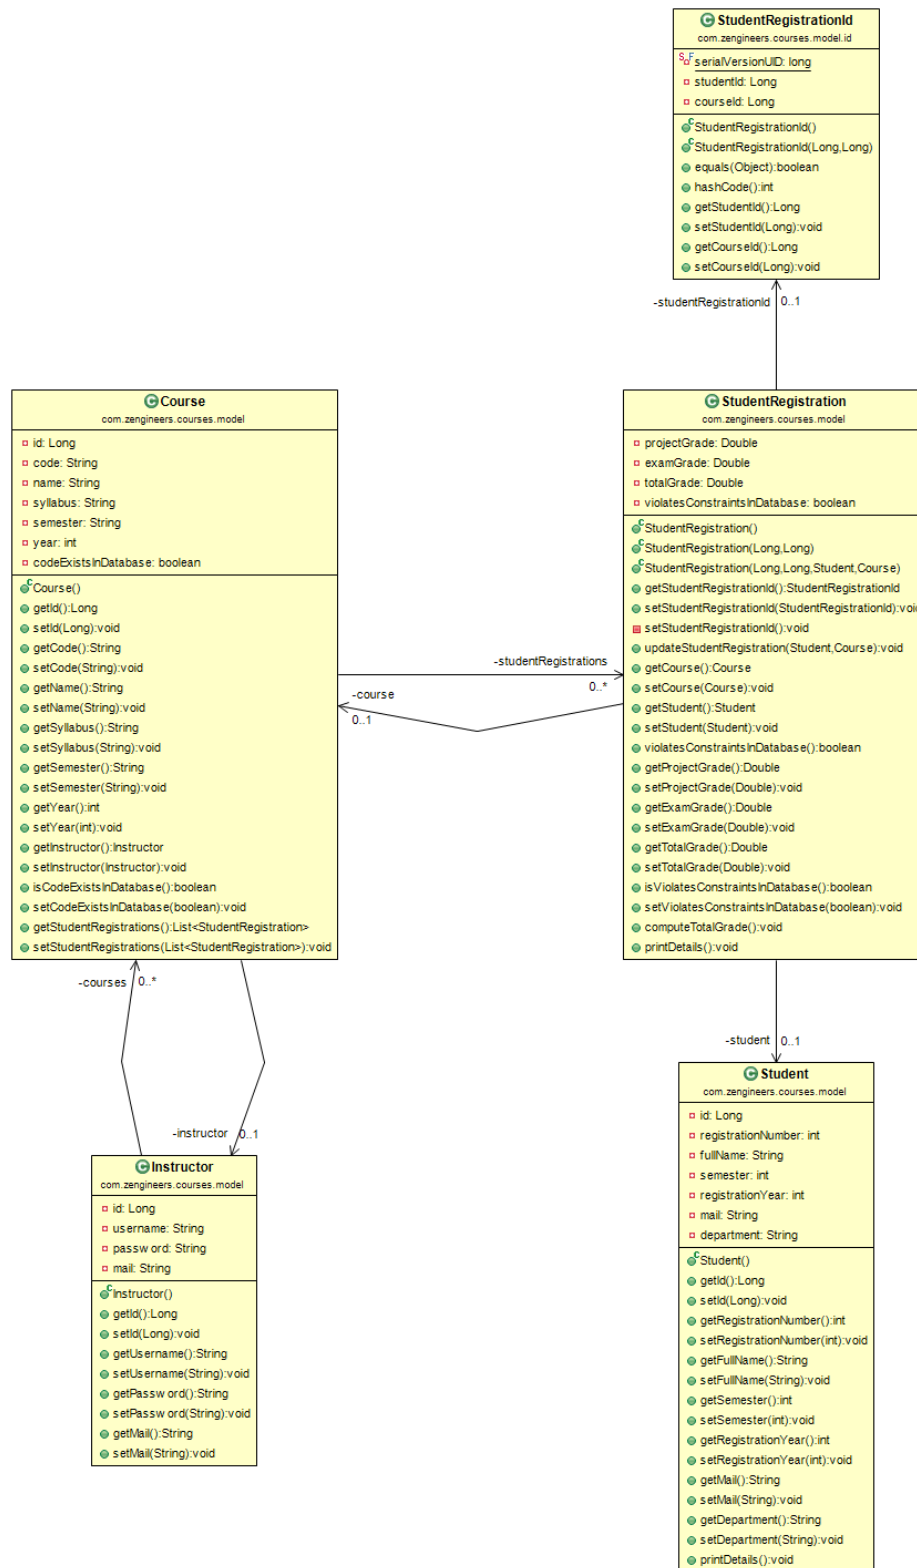 StudentRegistrationId
com.zengineers.courses.model.id
serialVersionUID: long
studentId: Long
courseId: Long
StudentRegistrationId()
StudentRegistrationId(Long,Long)
equals(Object):boolean
hashCode():int
getStudentId():Long
setStudentId(Long):void
getCourseId():Long
setCourseId(Long):void
-studentRegistrationId 0..1
Course
com.zengineers.courses.model
id: Long
code: String
name: String
syllabus: String
semester: String
year: int
codeExistsInDatabase: boolean
Course()
getId():Long
setId(Long):void
getCode():String
setCode(String):void
getName():String
setName(String):void
getSyllabus():String
setSyllabus(String):void
getSemester():String
setSemester(String):void
getYear():int
setYear(int):void
getInstructor():Instructor
setInstructor(Instructor):void
isCodeExistsInDatabase():boolean
setCodeExistsInDatabase(boolean):void
getStudentRegistrations():List<StudentRegistration>
setStudentRegistrations(List<StudentRegistration>):void
-studentRegistrations
0..*
-course
0..1
StudentRegistration
com.zengineers.courses.model
projectGrade: Double
examGrade: Double
totalGrade: Double
violatesConstraintsInDatabase: boolean
StudentRegistration()
StudentRegistration(Long,Long)
StudentRegistration(Long,Long,Student,Course)
getStudentRegistrationId():StudentRegistrationId
setStudentRegistrationId(StudentRegistrationId):void
setStudentRegistrationId():void
updateStudentRegistration(Student,Course):void
getCourse():Course
setCourse(Course):void
getStudent():Student
setStudent(Student):void
violatesConstraintsInDatabase():boolean
getProjectGrade():Double
setProjectGrade(Double):void
getExamGrade():Double
setExamGrade(Double):void
getTotalGrade():Double
setTotalGrade(Double):void
isViolatesConstraintsInDatabase():boolean
setViolatesConstraintsInDatabase(boolean):void
computeTotalGrade():void
printDetails():void
-courses 0..*
-instructor 0..1
Instructor
com.zengineers.courses.model
id: Long
username: String
password: String
mail: String
Instructor()
getId():Long
setId(Long):void
getUsername():String
setUsername(String):void
getPassword():String
setPassword(String):void
getMail():String
setMail(String):void
-student 0..1
Student
com.zengineers.courses.model
id: Long
registrationNumber: int
fullName: String
semester: int
registrationYear: int
mail: String
department: String
Student()
getId():Long
setId(Long):void
getRegistrationNumber():int
setRegistrationNumber(int):void
getFullName():String
setFullName(String):void
getSemester():int
setSemester(int):void
getRegistrationYear():int
setRegistrationYear(int):void
getMail():String
setMail(String):void
getDepartment():String
setDepartment(String):void
printDetails():void